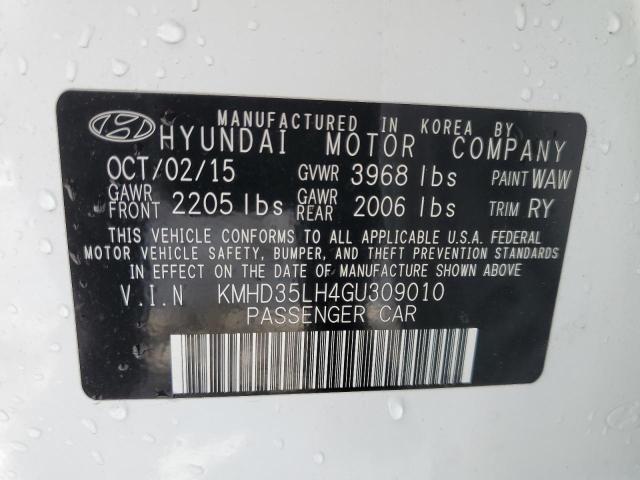 MANUFACTURED IN KOREA BY
HYUNDAI MOTOR COMPANY
OCT/02/15 GVWR 3968 lbs PAINT WAW
GAWR FRONT 2205 lbs GAWR REAR 2006 lbs TRIM RY
THIS VEHICLE CONFORMS TO ALL APPLICABLE U.S.A. FEDERAL
MOTOR VEHICLE SAFETY, BUMPER, AND THEFT PREVENTION STANDARDS
IN EFFECT ON THE DATE OF MANUFACTURE SHOWN ABOVE.
V.I.N KMHD35LH4GU309010
PASSENGER CAR